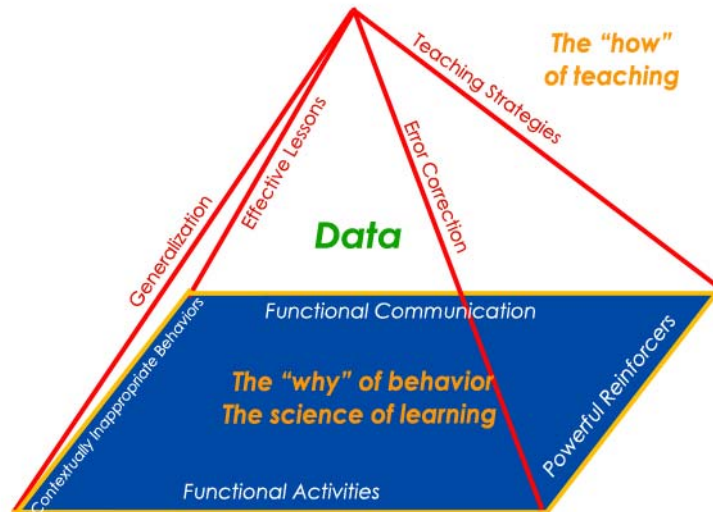 The “how”
of teaching
Teaching Strategies
Effective Lessons
Error Correction
Generalization
Data
Functional Communication
Contextually Inappropriate Behaviors
The “why” of behavior
The science of learning
Powerful Reinforcers
Functional Activities